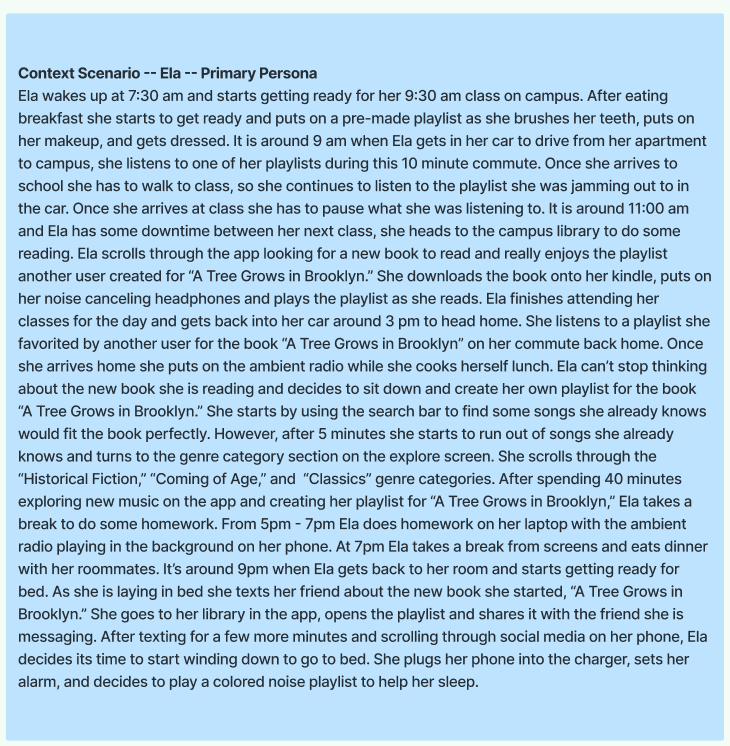 Context Scenario -- Ela -- Primary Persona
Ela wakes up at 7:30 am and starts getting ready for her 9:30 am class on campus. After eating
breakfast she starts to get ready and puts on a pre-made playlist as she brushes her teeth, puts on
her makeup, and gets dressed. It is around 9 am when Ela gets in her car to drive from her apartment
to campus, she listens to one of her playlists during this 10 minute commute. Once she arrives to
school she has to walk to class, so she continues to listen to the playlist she was jamming out to in
the car. Once she arrives at class she has to pause what she was listening to. It is around 11:00 am
and Ela has some downtime between her next class, she heads to the campus library to do some
reading. Ela scrolls through the app looking for a new book to read and really enjoys the playlist
another user created for “A Tree Grows in Brooklyn.” She downloads the book onto her kindle, puts on
her noise canceling headphones and plays the playlist as she reads. Ela finishes attending her
classes for the day and gets back into her car around 3 pm to head home. She listens to a playlist she
favorited by another user for the book “A Tree Grows in Brooklyn” on her commute back home. Once
she arrives home she puts on the ambient radio while she cooks herself lunch. Ela can’t stop thinking
about the new book she is reading and decides to sit down and create her own playlist for the book
“A Tree Grows in Brooklyn.” She starts by using the search bar to find some songs she already knows
would fit the book perfectly. However, after 5 minutes she starts to run out of songs she already
knows and turns to the genre category section on the explore screen. She scrolls through the
“Historical Fiction,” “Coming of Age,” and  “Classics” genre categories. After spending 40 minutes
exploring new music on the app and creating her playlist for “A Tree Grows in Brooklyn,” Ela takes a
break to do some homework. From 5pm - 7pm Ela does homework on her laptop with the ambient
radio playing in the background on her phone. At 7pm Ela takes a break from screens and eats dinner
with her roommates. It’s around 9pm when Ela gets back to her room and starts getting ready for
bed. As she is laying in bed she texts her friend about the new book she started, “A Tree Grows in
Brooklyn.” She goes to her library in the app, opens the playlist and shares it with the friend she is
messaging. After texting for a few more minutes and scrolling through social media on her phone, Ela
decides its time to start winding down to go to bed. She plugs her phone into the charger, sets her
alarm, and decides to play a colored noise playlist to help her sleep.